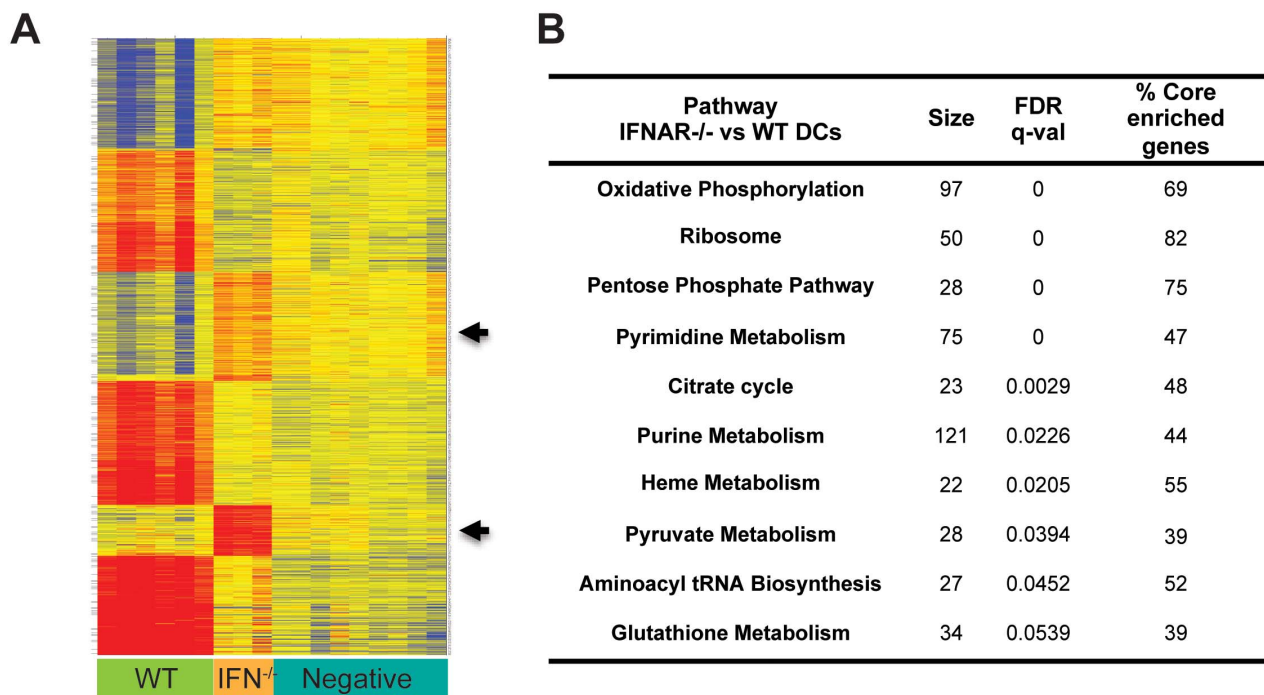 A
WT
IFN-/-
Negative
B
Pathway
IFNAR-/- vs WT DCs
Size
FDR
q-val
% Core
enriched
genes
Oxidative Phosphorylation 97 0 69
Ribosome 50 0 82
Pentose Phosphate Pathway 28 0 75
Pyrimidine Metabolism 75 0 47
Citrate cycle 23 0.0029 48
Purine Metabolism 121 0.0226 44
Heme Metabolism 22 0.0205 55
Pyruvate Metabolism 28 0.0394 39
Aminoacyl tRNA Biosynthesis 27 0.0452 52
Glutathione Metabolism 34 0.0539 39